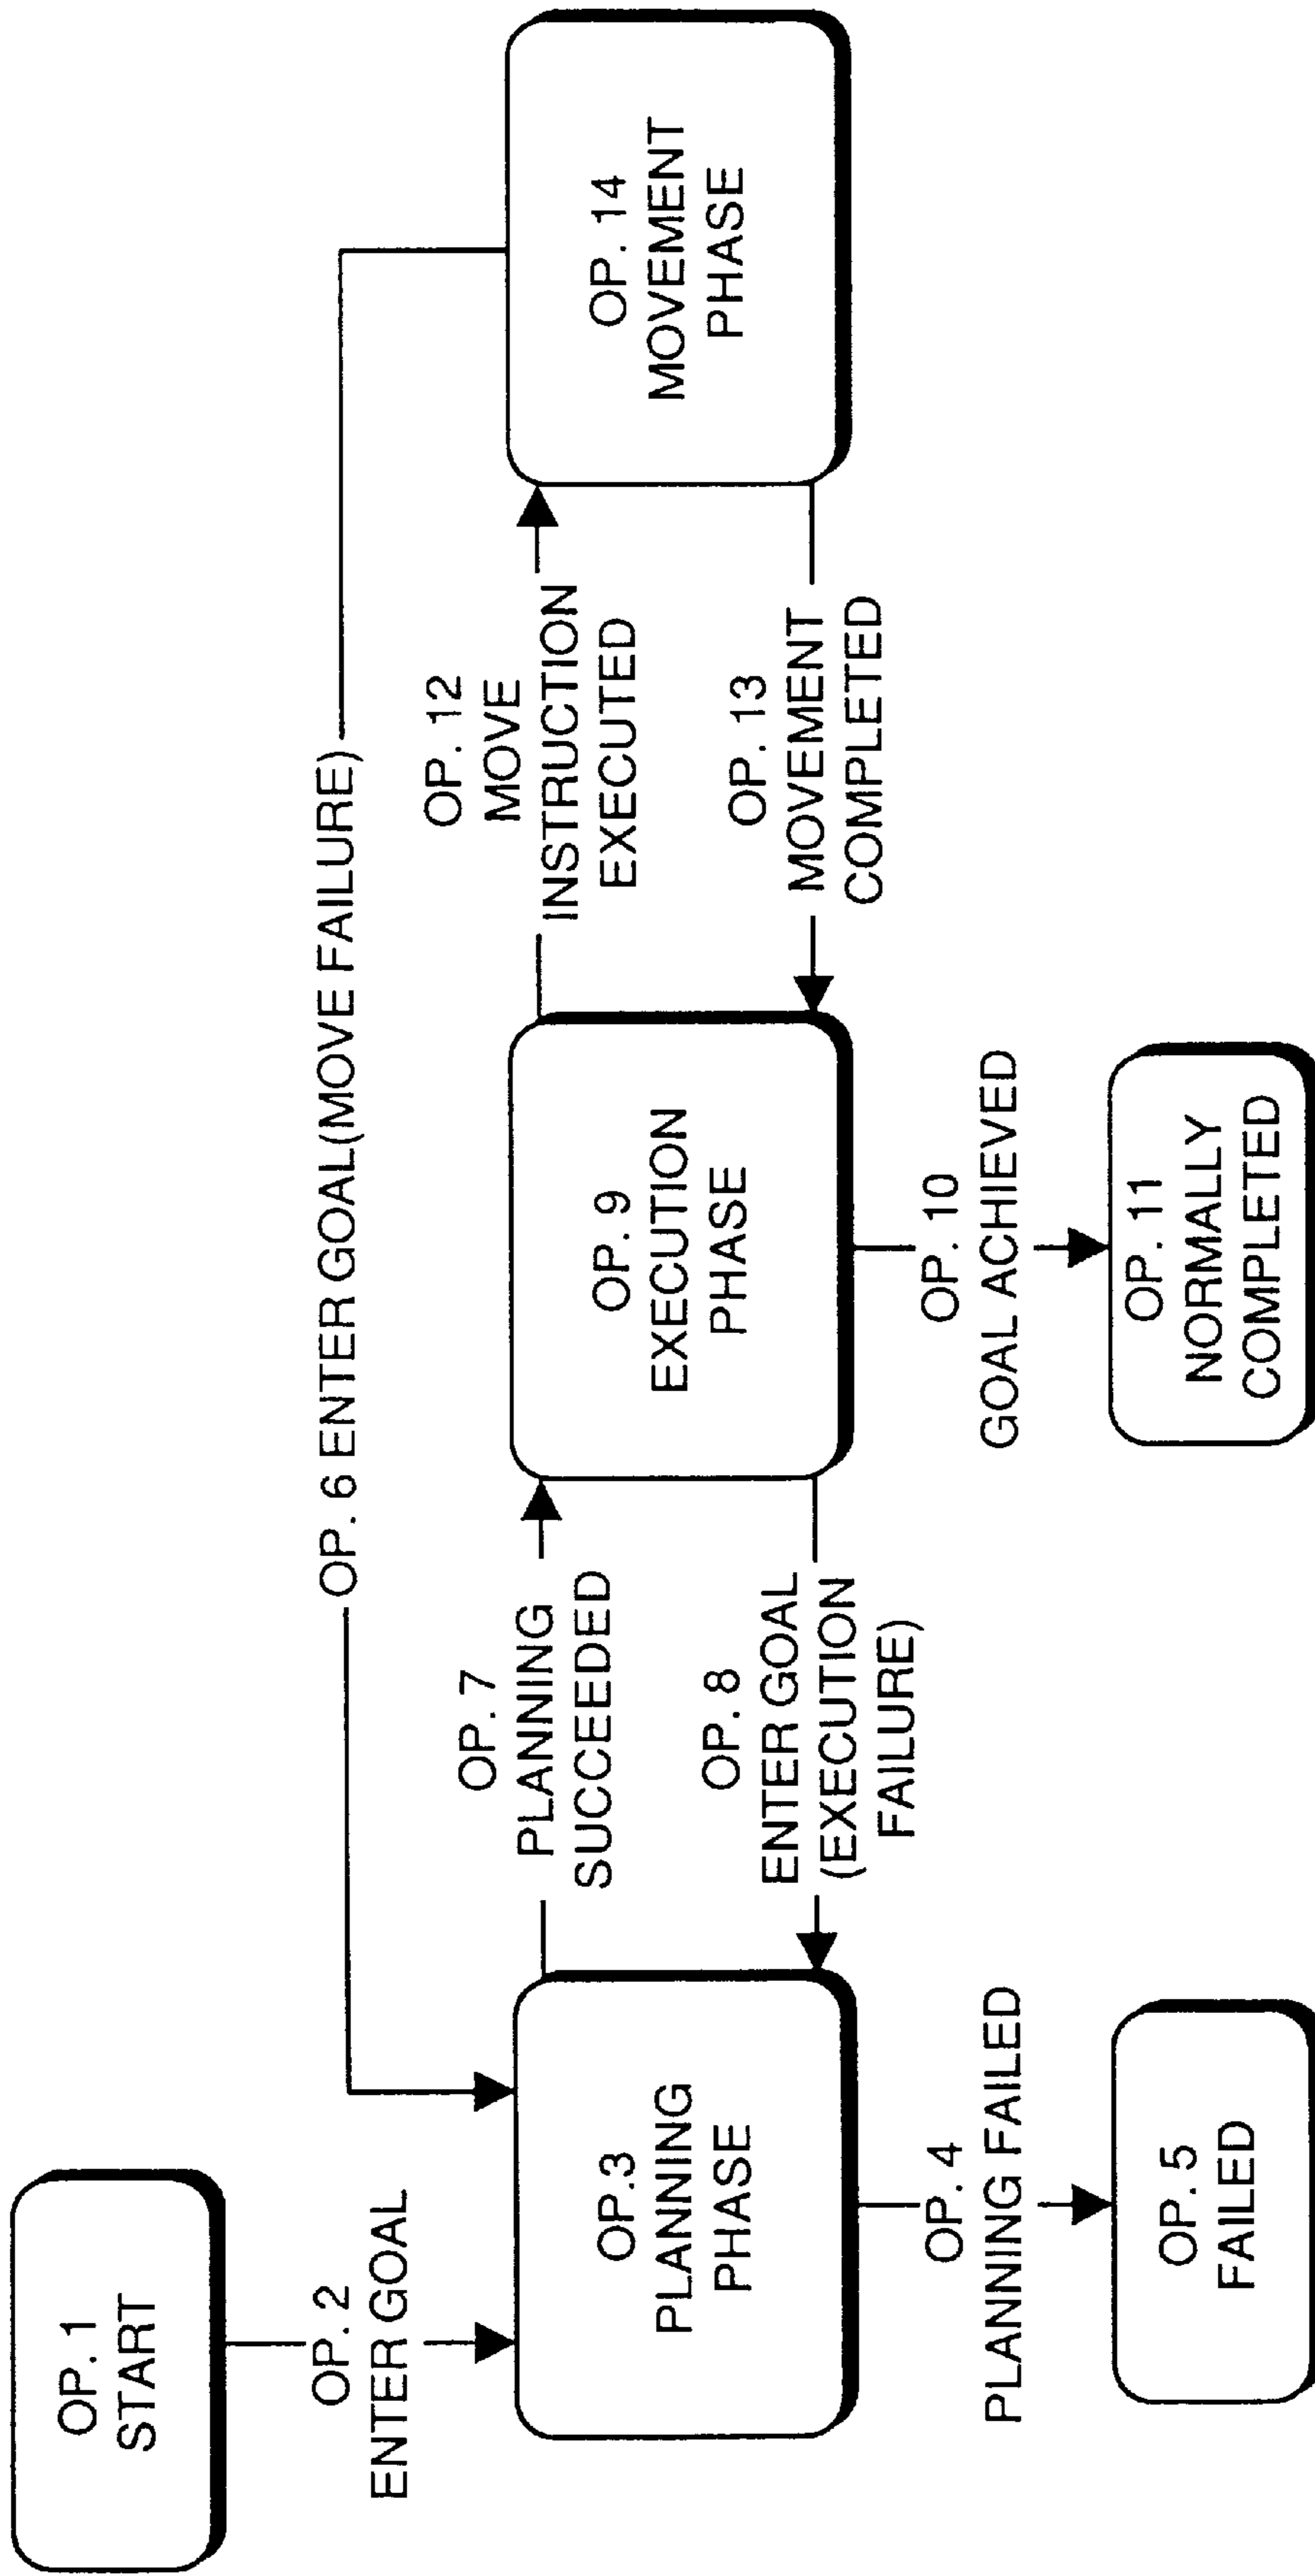 OP. 1
START
OP. 2
ENTER GOAL
OP. 6 ENTER GOAL(MOVE FAILURE)
OP.3
PLANNING
PHASE
OP. 7
PLANNING
SUCCEEDED
OP. 8
ENTER GOAL
(EXECUTION
FAILURE)
OP. 9
EXECUTION
PHASE
OP. 12
MOVE
INSTRUCTION
EXECUTED
OP. 13
MOVEMENT
COMPLETED
OP. 14
MOVEMENT
PHASE
OP. 4
PLANNING FAILED
OP. 5
FAILED
OP. 10
GOAL ACHIEVED
OP. 11
NORMALLY
COMPLETED